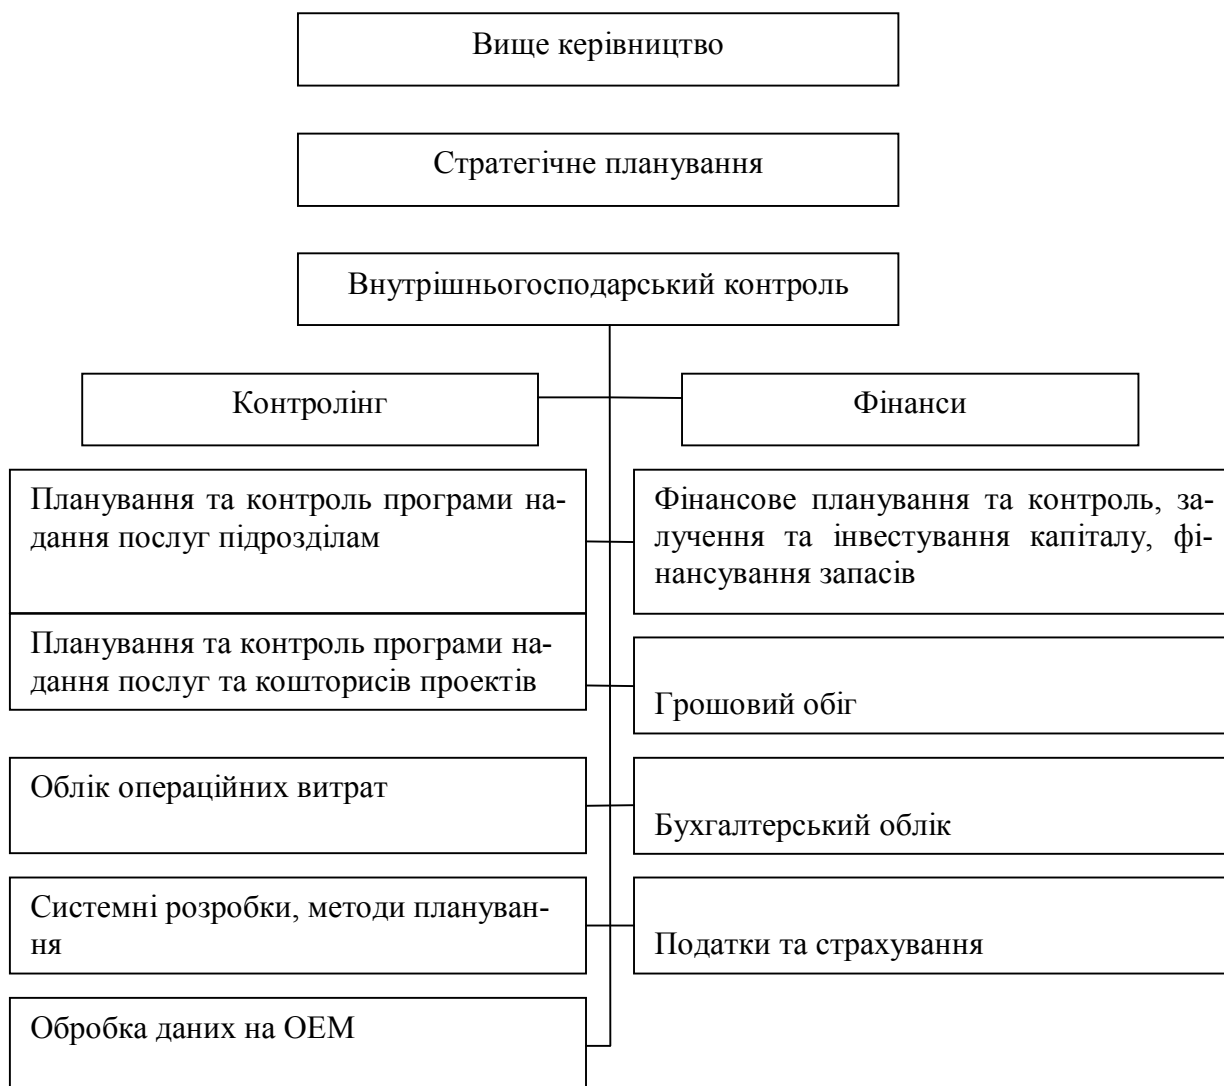 Вище керівництво
Стратегічне планування
Внутрішньогосподарський контроль
Контролінг
Фінанси
Планування та контроль програми на-
дання послуг підрозділам
Фінансове планування та контроль, за-
лучення та інвестування капіталу, фі-
нансування запасів
Планування та контроль програми на-
дання послуг та кошторисів проектів
Грошовий обіг
Облік операційних витрат
Бухгалтерський облік
Системні розробки, методи плануван-
ня
Податки та страхування
Обробка даних на ОЕМ